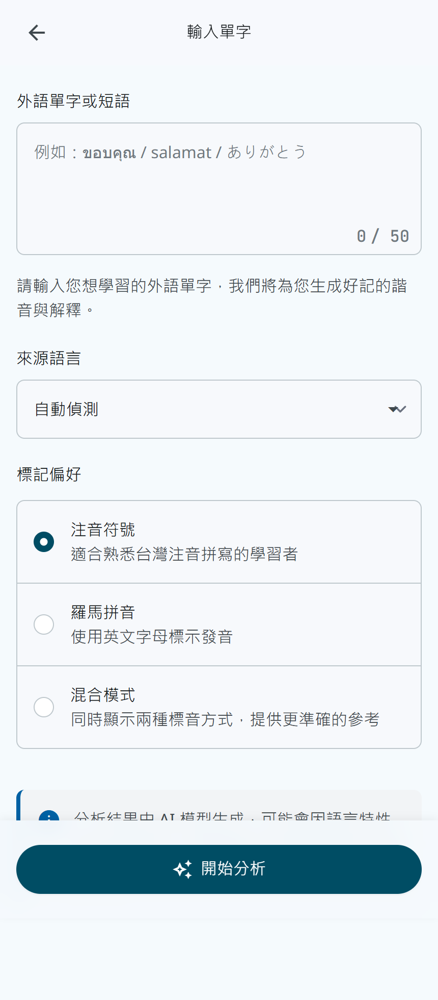 輸入單字
外語單字或短語
例如：ขอบคุณ / salamat / ありがとう
0 / 50
請輸入您想學習的外語單字，我們將為您生成好記的諧
音與解釋。
來源語言
自動偵測
標記偏好
注音符號
適合熟悉台灣注音拼寫的學習者
羅馬拼音
使用英文字母標示發音
混合模式
同時顯示兩種標音方式，提供更準確的參考
分析結果由 AI 模型生成，可能會因語言特性
開始分析